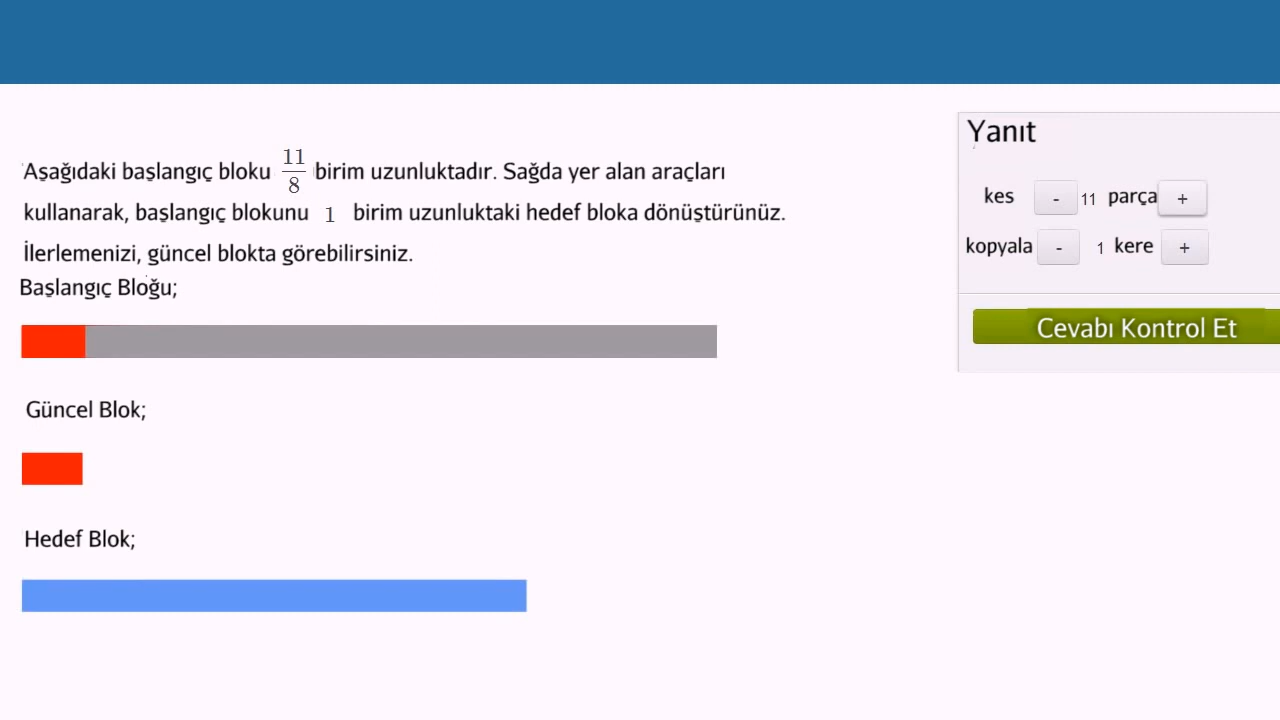 Aşağıdaki başlangıç bloku 11/8 birim uzunluktadır. Sağda yer alan araçları
kullanarak, başlangıç blokunu 1 birim uzunluktaki hedef bloka dönüştürünüz.
İlerlemenizi, güncel blokta görebilirsiniz.
Başlangıç Bloğu;
Güncel Blok;
Hedef Blok;
Yanıt
kes - 11 parça +
kopyala - 1 kere +
Cevabı Kontrol Et